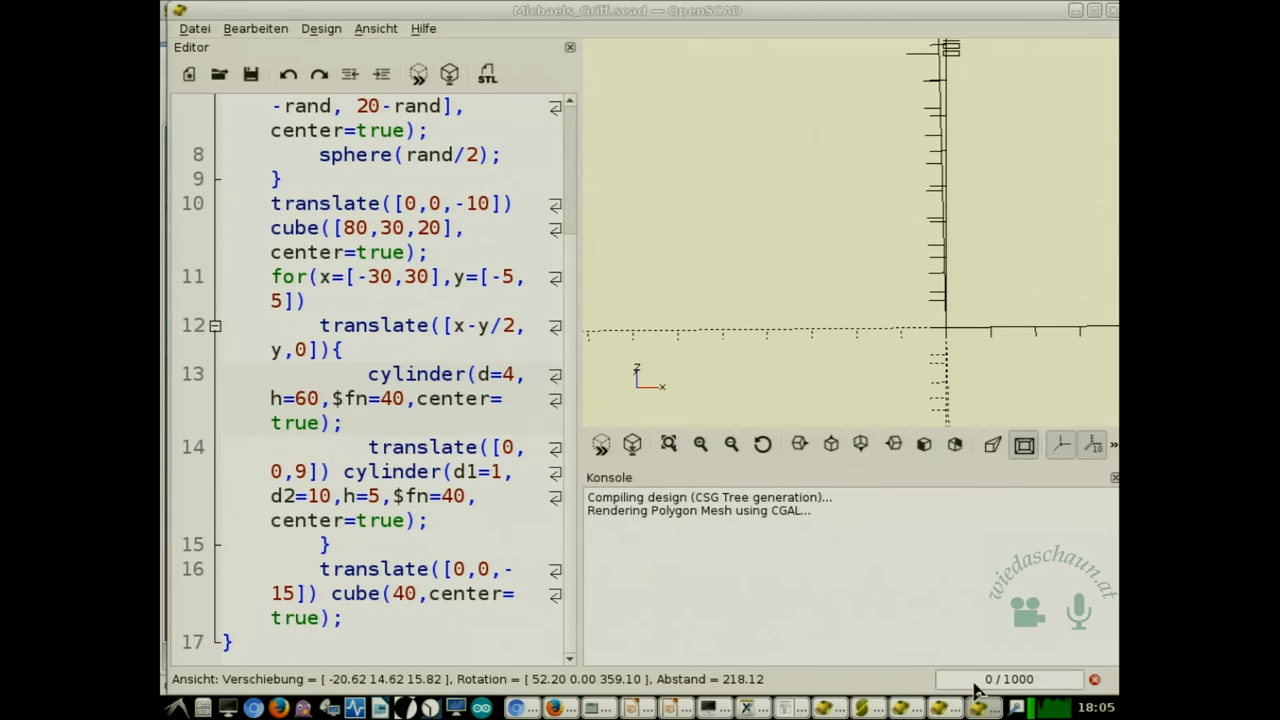 Michaels_Griff.scad — OpenSCAD
Datei Bearbeiten Design Ansicht Hilfe
Editor
STL
-rand, 20-rand],
center=true);
8 sphere(rand/2);
9 }
10 translate([0,0,-10])
cube([80,30,20],
center=true);
11 for(x=[-30,30],y=[-5,
5])
12 translate([x-y/2,
y,0]){
13 cylinder(d=4,
h=60,$fn=40,center=
true);
14 translate([0,
0,9]) cylinder(d1=1,
d2=10,h=5,$fn=40,
center=true);
15 }
16 translate([0,0,-
15]) cube(40,center=
true);
17 }
z
x
10
»
Konsole
Compiling design (CSG Tree generation)...
Rendering Polygon Mesh using CGAL...
wiedaschaun.at
Ansicht: Verschiebung = [ -20.62 14.62 15.82 ], Rotation = [ 52.20 0.00 359.10 ], Abstand = 218.12
0 / 1000
18:05